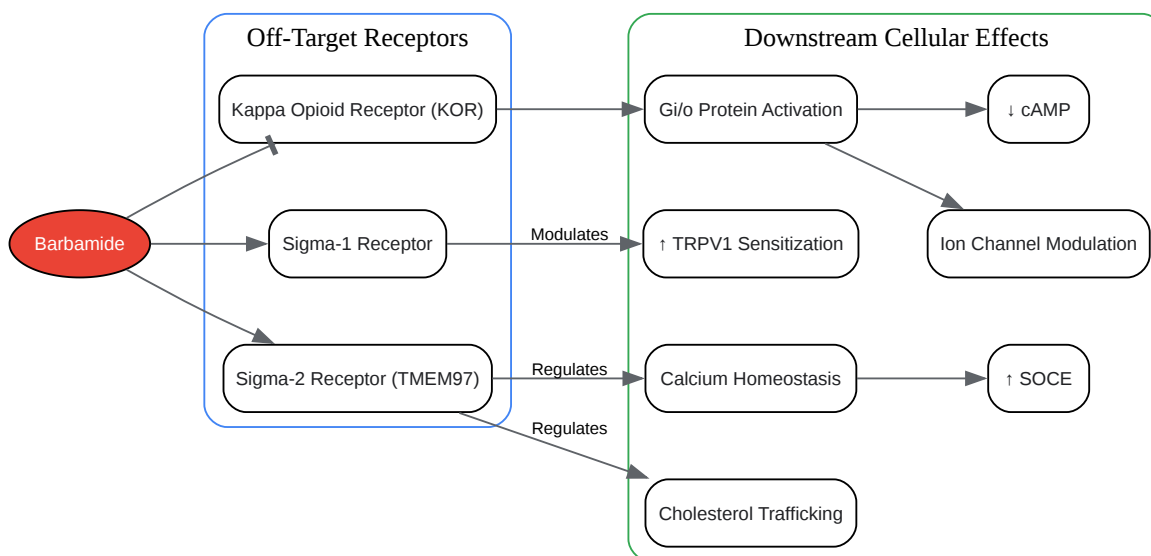 Off-Target Receptors
Downstream Cellular Effects
Kappa Opioid Receptor (KOR)
Gi/o Protein Activation
↓ cAMP
Barbamide
Sigma-1 Receptor
Modulates
↑ TRPV1 Sensitization
Ion Channel Modulation
Sigma-2 Receptor (TMEM97)
Regulates
Calcium Homeostasis
↑ SOCE
Regulates
Cholesterol Trafficking